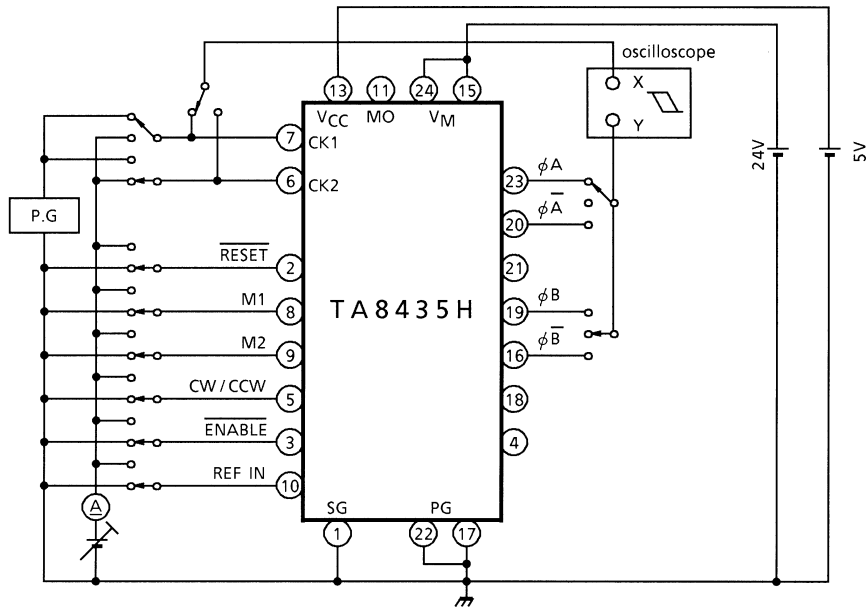 oscilloscope
X
Y
13
11
24
15
VCC
MO
VM
7
CK1
6
CK2
24V
5V
P.G
23
φA
20
φA̅
RESET̅
2
21
M1
8
TA8435H
19
φB
M2
9
16
φB̅
CW / CCW
5
18
ENABLE̅
3
4
REF IN
10
A
SG
PG
1
22
17